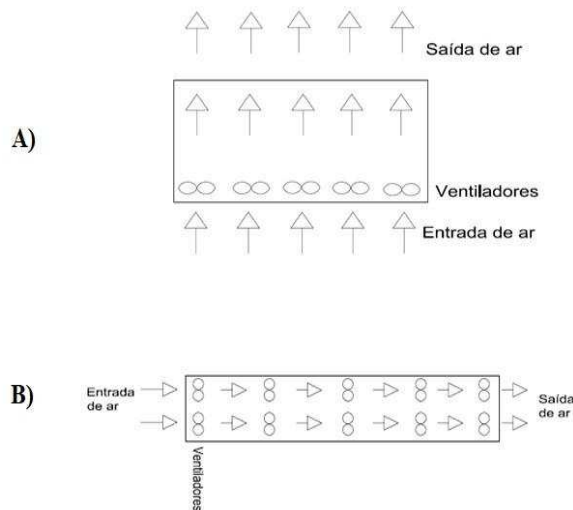 Saída de ar
A)
Ventiladores
Entrada de ar
B)
Entrada
de ar
Saída
de ar
Ventiladores